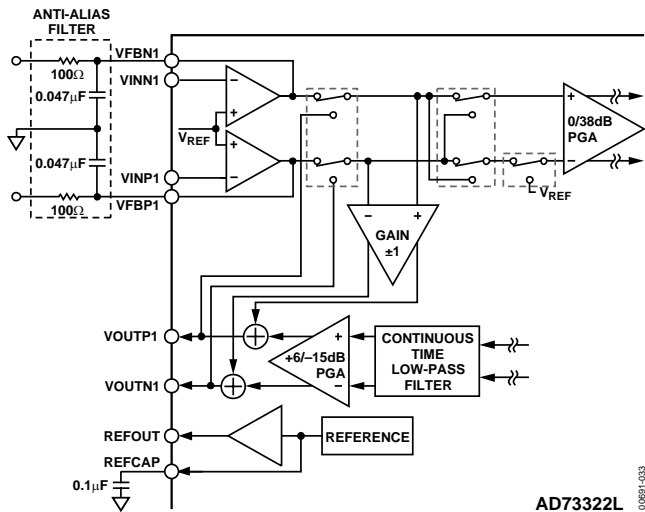 ANTI-ALIAS
FILTER
VFBN1
100Ω
VINN1
0.047μF
VREF
0/38dB
PGA
0.047μF
VINP1
VREF
VFBP1
100Ω
GAIN
±1
VOUTP1
+6/–15dB
PGA
CONTINUOUS
TIME
LOW-PASS
FILTER
VOUTN1
REFOUT
REFERENCE
REFCAP
0.1μF
AD73322L
00691-033